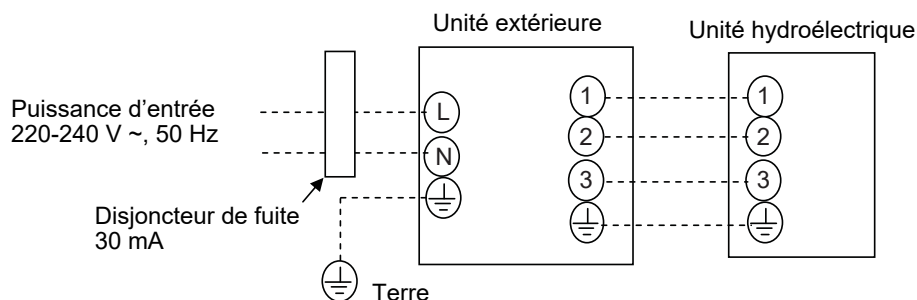 Unité extérieure
Unité hydroélectrique
Puissance d'entrée
220-240 V ~, 50 Hz
L
N
1
2
3
1
2
3
Disjoncteur de fuite
30 mA
Terre